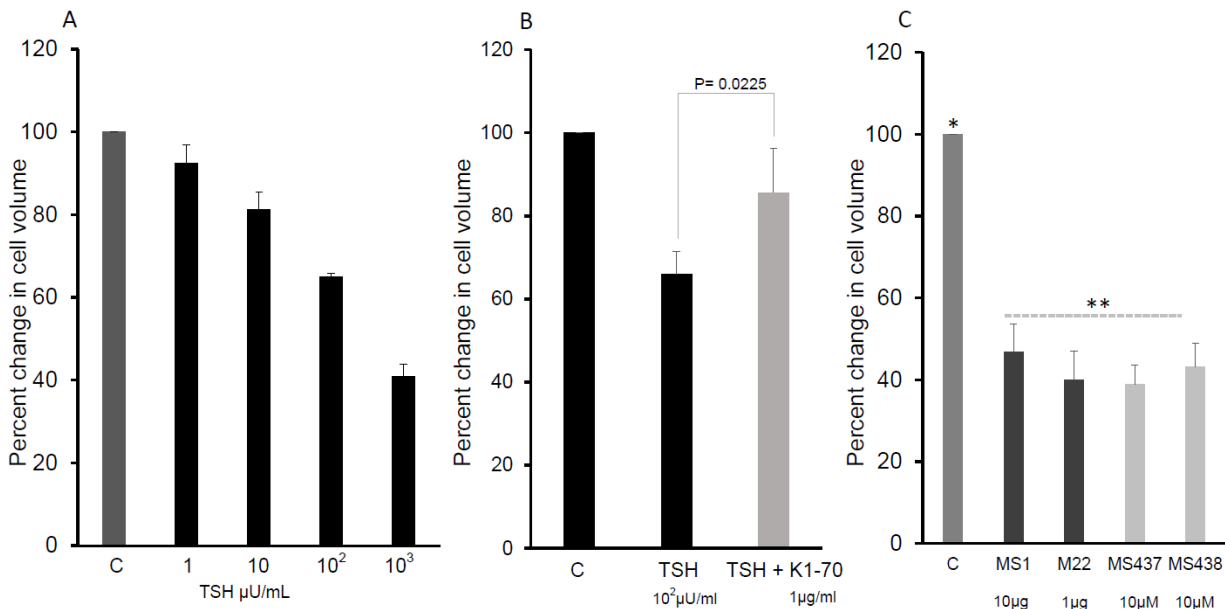 A
Percent change in cell volume
120
100
80
60
40
20
0
C 1 10 10² 10³
TSH µU/mL
B
Percent change in cell volume
120
100
80
60
40
20
0
P= 0.0225
C TSH TSH + K1-70
10²µU/ml 1µg/ml
C
Percent change in cell volume
120
100
80
60
40
20
0
*
**
C MS1 M22 MS437 MS438
10µg 1µg 10µM 10µM